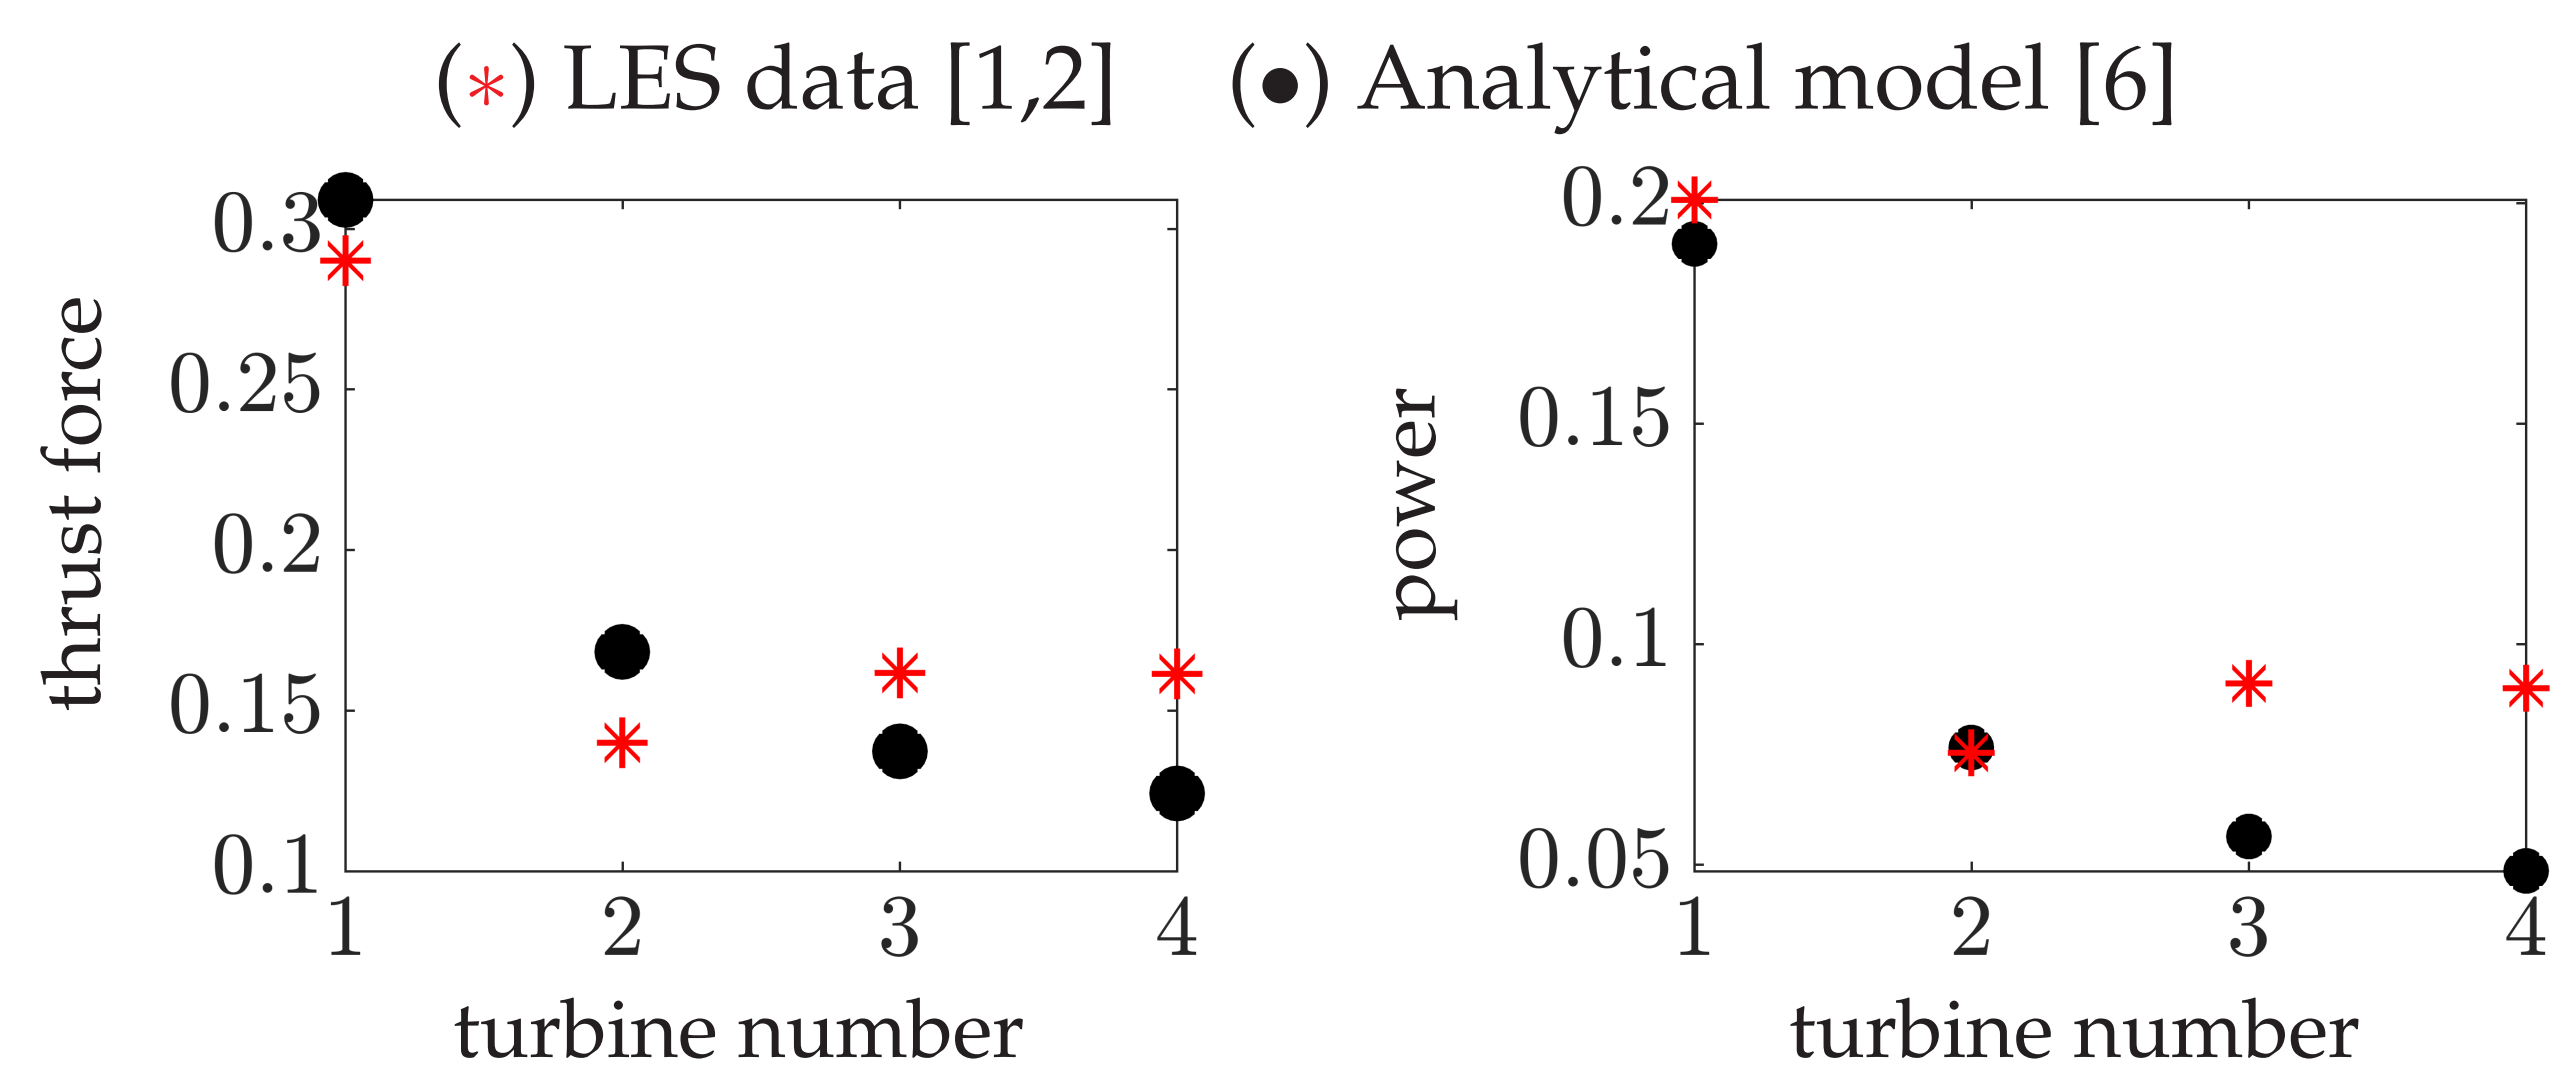 (*) LES data [1,2] (●) Analytical model [6]
thrust force
0.3
0.25
0.2
0.15
0.1
1 2 3 4
turbine number
power
0.2
0.15
0.1
0.05
1 2 3 4
turbine number